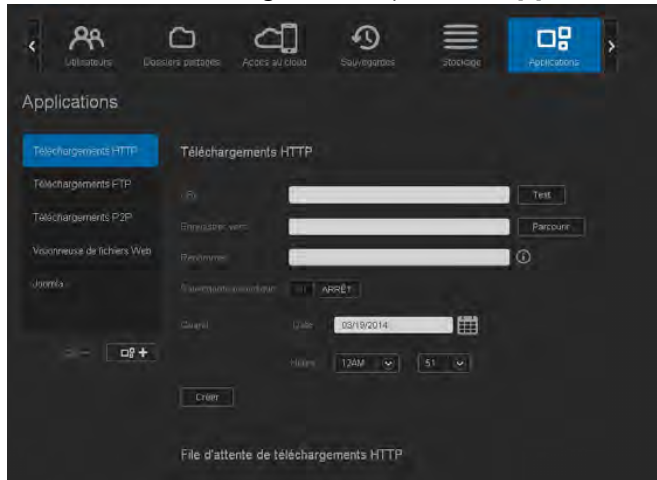 Utilisateurs
Dossiers partagés
Accès au cloud
Sauvegardes
Stockage
Applications
Applications
Téléchargements HTTP
Téléchargements FTP
Téléchargements P2P
Visionneuse de fichiers Web
Joomla
Téléchargements HTTP
URL
Test
Enregistrer vers
Parcourir
Renommer
ARRÊT
Quand
Date
03/19/2014
Heure
12AM
51
Créer
File d'attente de téléchargements HTTP